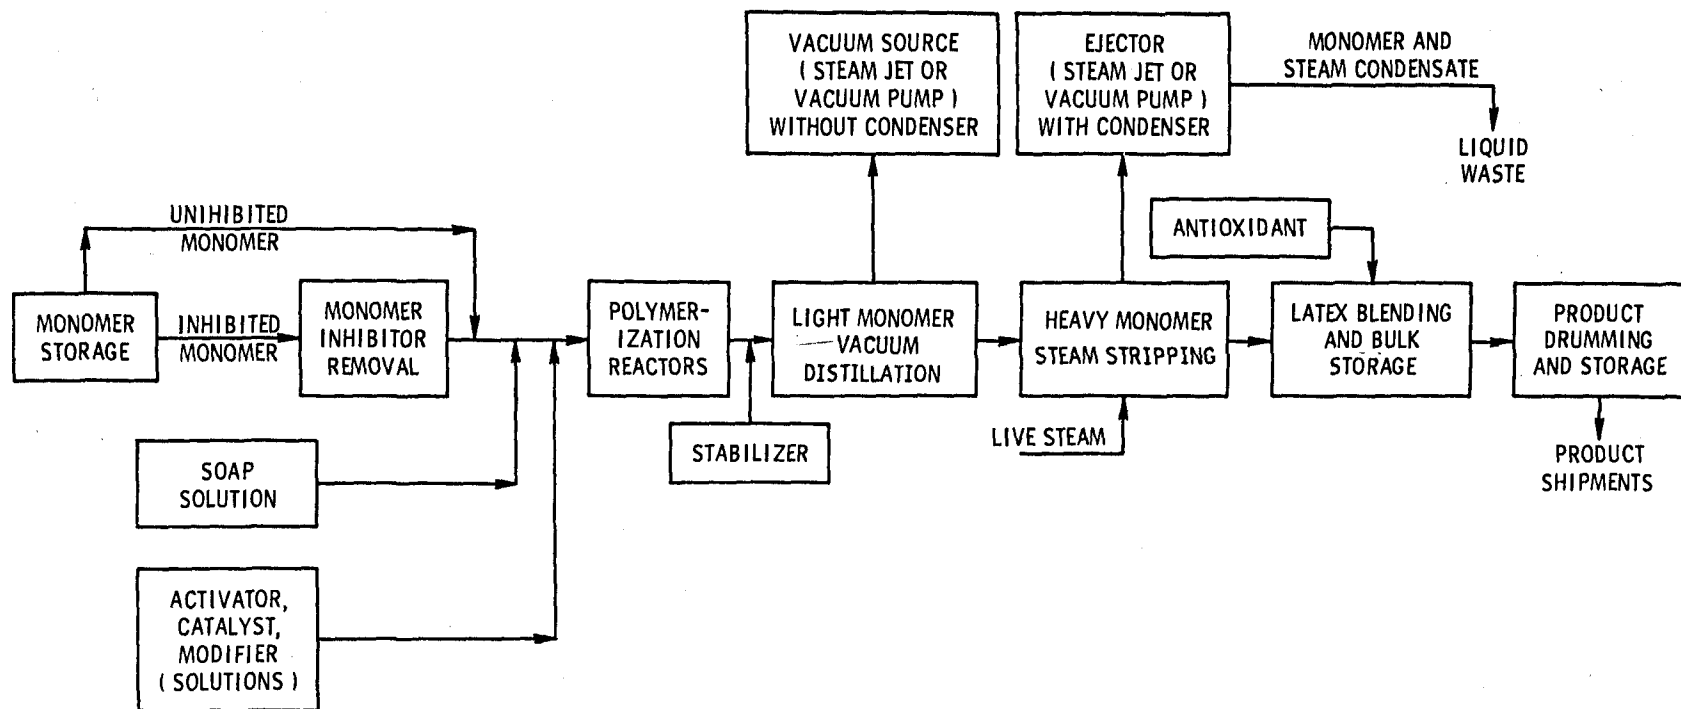 VACUUM SOURCE
( STEAM JET OR
VACUUM PUMP )
WITHOUT CONDENSER
EJECTOR
( STEAM JET OR
VACUUM PUMP )
WITH CONDENSER
MONOMER AND
STEAM CONDENSATE
LIQUID
WASTE
UNIHIBITED
MONOMER
ANTIOXIDANT
MONOMER
STORAGE
INHIBITED
MONOMER
MONOMER
INHIBITOR
REMOVAL
POLYMER-
IZATION
REACTORS
LIGHT MONOMER
VACUUM
DISTILLATION
HEAVY MONOMER
STEAM STRIPPING
LATEX BLENDING
AND BULK
STORAGE
PRODUCT
DRUMMING
AND STORAGE
STABILIZER
LIVE STEAM
PRODUCT
SHIPMENTS
SOAP
SOLUTION
ACTIVATOR,
CATALYST,
MODIFIER
( SOLUTIONS )